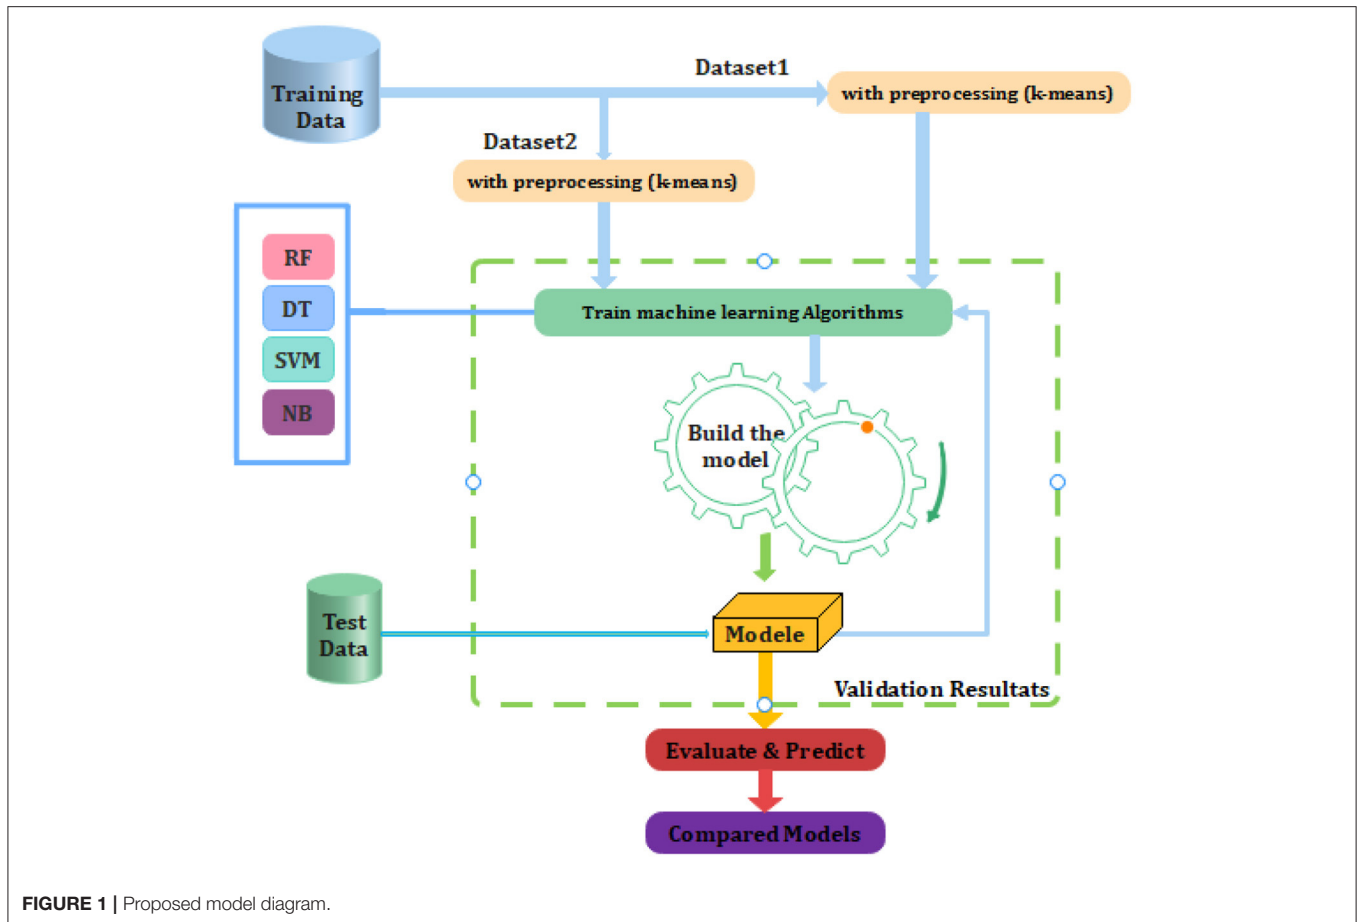 Training
Data
Dataset1
with preprocessing (k-means)
Dataset2
with preprocessing (k-means)
RF
DT
SVM
NB
Train machine learning Algorithms
Build the
model
Test
Data
Modele
Validation Resultats
Evaluate & Predict
Compared Models
FIGURE 1 | Proposed model diagram.